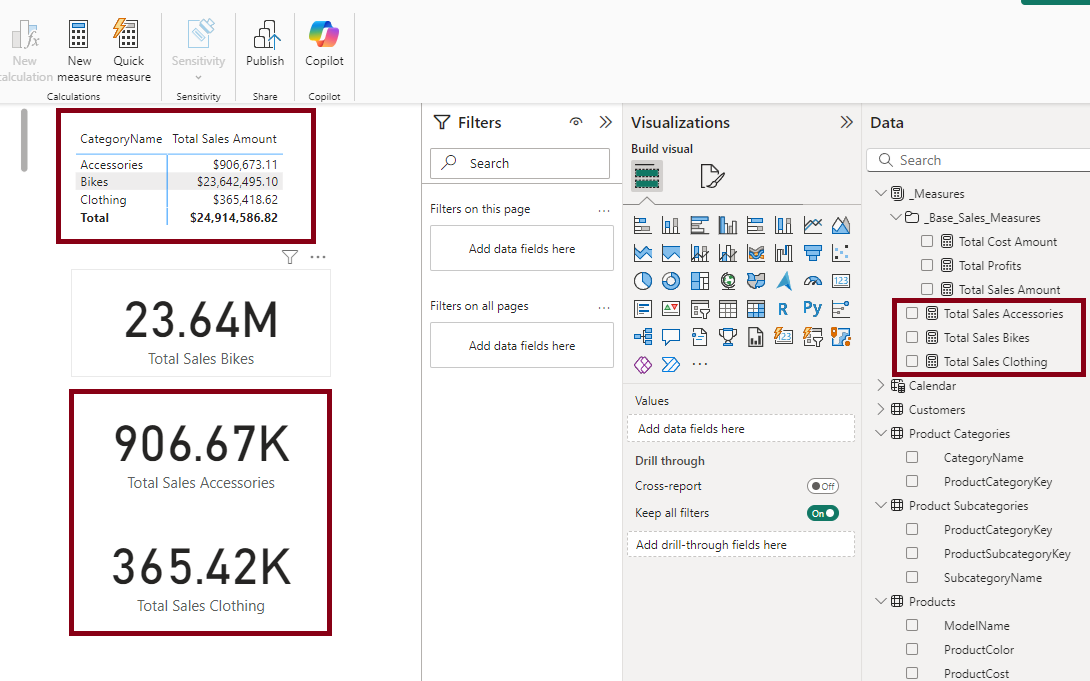 New New Quick Sensitivity Publish Copilot
calculation measure measure
Calculations Sensitivity Share Copilot
CategoryName Total Sales Amount
Accessories $906,673.11
Bikes $23,642,495.10
Clothing $365,418.62
Total $24,914,586.82
23.64M
Total Sales Bikes
906.67K
Total Sales Accessories
365.42K
Total Sales Clothing
Filters
Search
Filters on this page ...
Add data fields here
Filters on all pages ...
Add data fields here
Visualizations
Build visual
123
R Py
123
...
Values
Add data fields here
Drill through
Cross-report Off
Keep all filters On
Add drill-through fields here
Data
Search
_Measures
_Base_Sales_Measures
Total Cost Amount
Total Profits
Total Sales Amount
Total Sales Accessories
Total Sales Bikes
Total Sales Clothing
Calendar
Customers
Product Categories
CategoryName
ProductCategoryKey
Product Subcategories
ProductCategoryKey
ProductSubcategoryKey
SubcategoryName
Products
ModelName
ProductColor
ProductCost